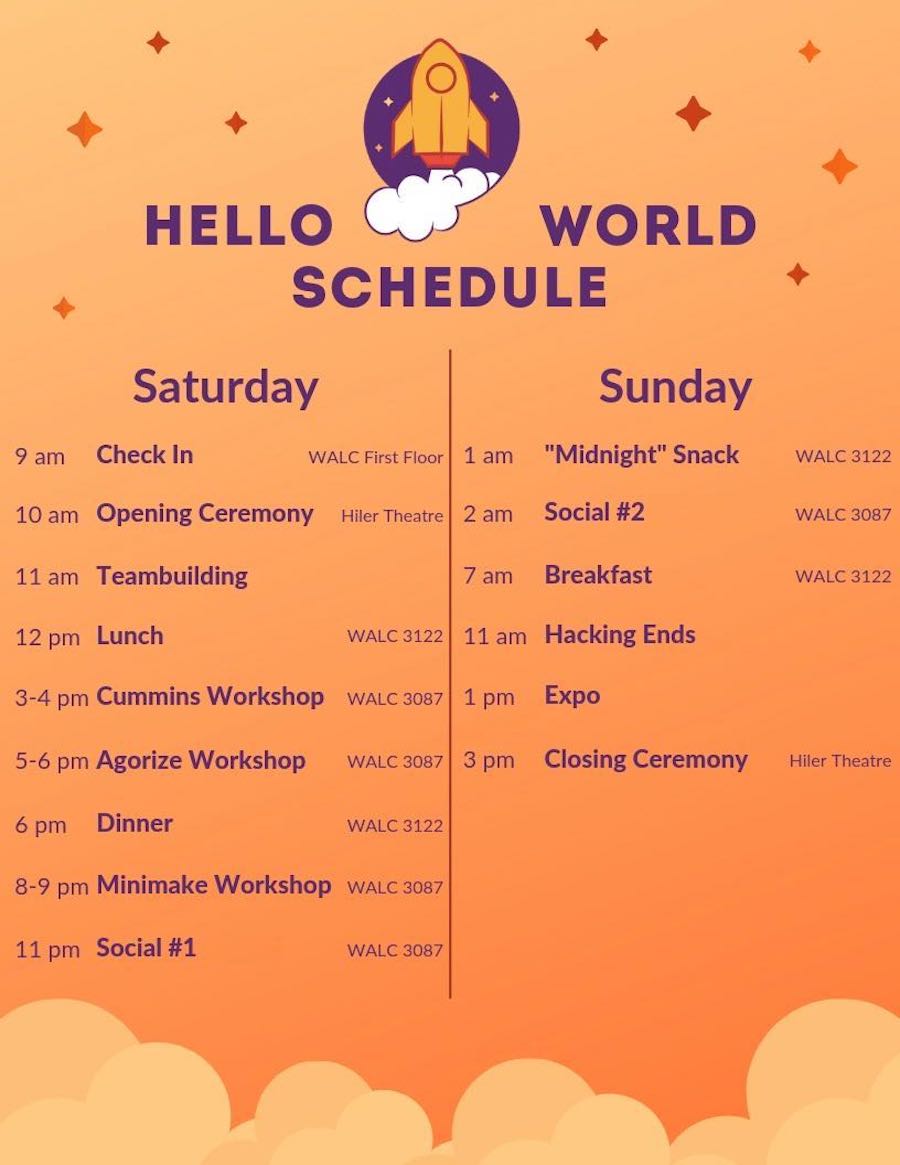 HELLO WORLD
SCHEDULE
Saturday
9 am Check In WALC First Floor
10 am Opening Ceremony Hiler Theatre
11 am Teambuilding
12 pm Lunch WALC 3122
3-4 pm Cummins Workshop WALC 3087
5-6 pm Agorize Workshop WALC 3087
6 pm Dinner WALC 3122
8-9 pm Minimake Workshop WALC 3087
11 pm Social #1 WALC 3087
Sunday
1 am "Midnight" Snack WALC 3122
2 am Social #2 WALC 3087
7 am Breakfast WALC 3122
11 am Hacking Ends
1 pm Expo
3 pm Closing Ceremony Hiler Theatre